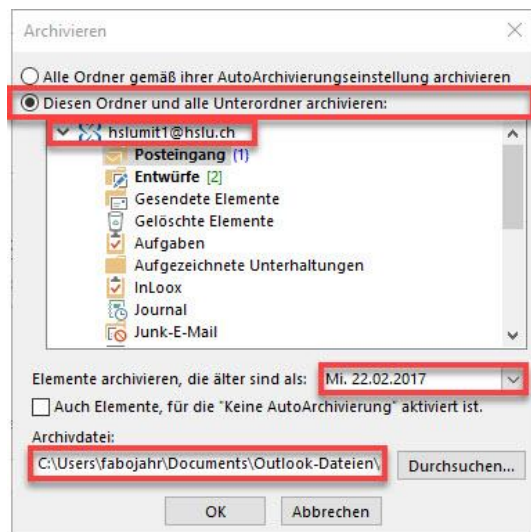 Archivieren
Alle Ordner gemäß ihrer AutoArchivierungseinstellung archivieren
Diesen Ordner und alle Unterordner archivieren:
hslumit1@hslu.ch
Posteingang (1)
Entwürfe [2]
Gesendete Elemente
Gelöschte Elemente
Aufgaben
Aufgezeichnete Unterhaltungen
InLoox
Journal
Junk-E-Mail
Elemente archivieren, die älter sind als: Mi. 22.02.2017
Auch Elemente, für die "Keine AutoArchivierung" aktiviert ist.
Archivdatei:
C:\Users\fabojahr\Documents\Outlook-Dateien\ Durchsuchen...
OK Abbrechen